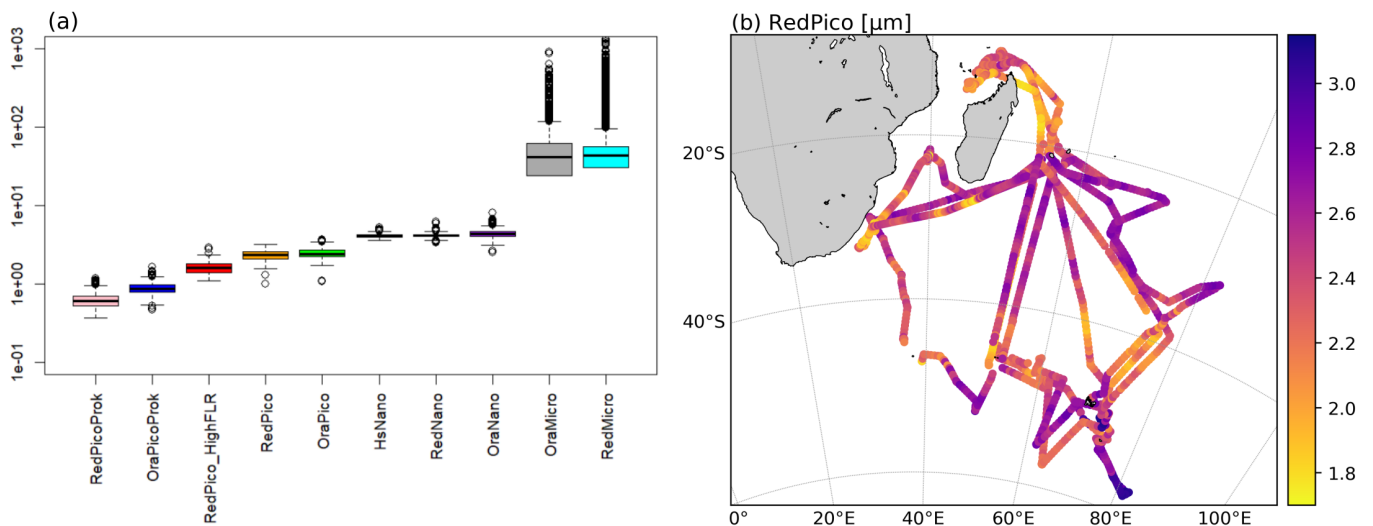 (a)
1e+03
1e+02
1e+01
1e+00
1e−01
RedPicoProk
OraPicoProk
RedPico_HighFLR
RedPico
OraPico
HsNano
RedNano
OraNano
OraMicro
RedMicro
(b) RedPico [μm]
20°S
40°S
0°
20°E
40°E
60°E
80°E
100°E
3.0
2.8
2.6
2.4
2.2
2.0
1.8